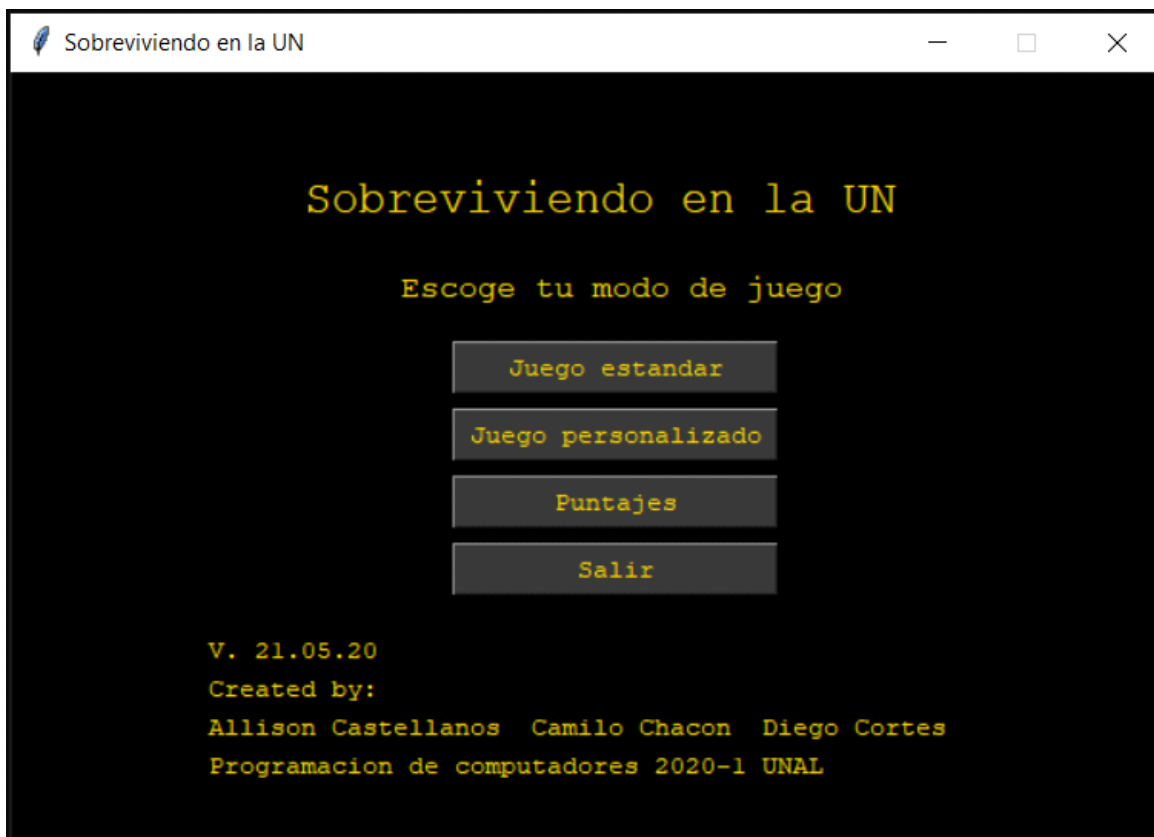 Sobreviviendo en la UN
Sobreviviendo en la UN
Escoge tu modo de juego
Juego estandar
Juego personalizado
Puntajes
Salir
V. 21.05.20
Created by:
Allison Castellanos  Camilo Chacon  Diego Cortes
Programacion de computadores 2020-1 UNAL